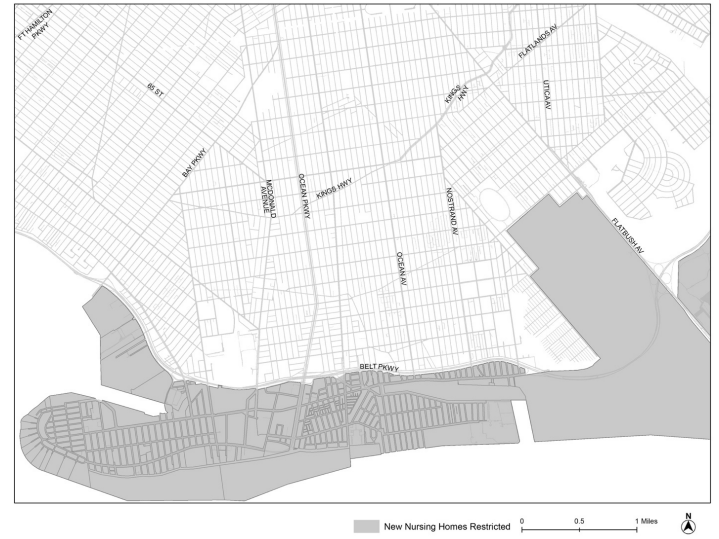 FT HAMILTON
PKWY
65 ST
BAY PKWY
MCDONALD
AVENUE
OCEAN PKWY
KINGS HWY
KINGS
HWY
FLATLANDS AV
UTICA AV
NOSTRAND AV
OCEAN AV
FLATBUSH AV
BELT PKWY
New Nursing Homes Restricted
0 0.5 1 Miles
N